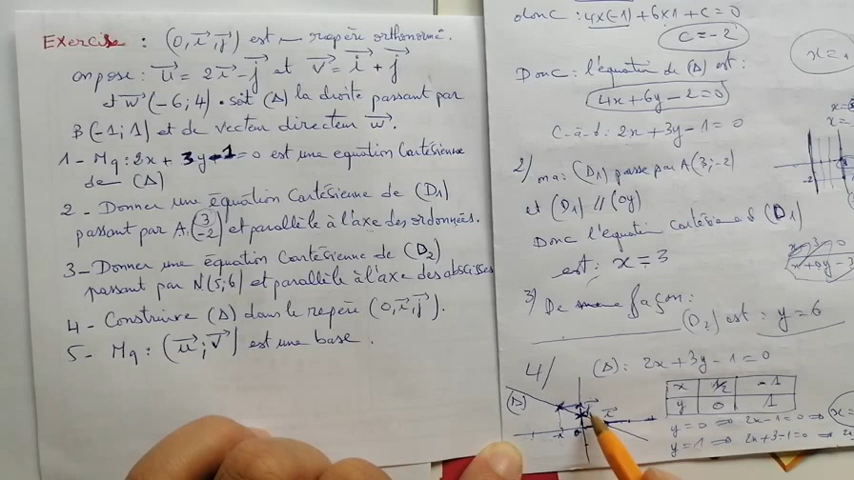 Exercise : (O, i, j) est un repère orthonormé.
on pose : u = 2i - j et v = i + j
et w (-6; 4) . soit (Δ) la droite passant par
B (-1; 1) et de vecteur directeur w.
1 - Mq : 2x + 3y - 1 = 0 est une equation Cartésienne
de (Δ)
2 - Donner une équation Cartésienne de (D1)
passant par A (3 -2) et parallèle à l'axe des ordonnées.
3 - Donner une équation Cartésienne de (D2)
passant par N(5; 6) et parallèle à l'axe des abscisses
4 - Construire (Δ) dans le repère (O, i, j).
5 - Mq : (u; v) est une base.
donc : 4x(-1) + 6x1 + c = 0
c = -2
Donc : l'équation de (Δ) est :
4x + 6y - 2 = 0
C-à-d : 2x + 3y - 1 = 0
2) ona : (D1) passe par A(3; -2)
et (D1) // (Oy)
Donc l'équation Cartésienne de (D1)
est : x = 3
3) De même façon :
(D2) est : y = 6
4/ (Δ) : 2x + 3y - 1 = 0
x 1/2 -1
y 0 1
(Δ)
y = 0 ⇒ 2x - 1 = 0 ⇒
y = 1 ⇒ 2x + 3 - 1 = 0 ⇒